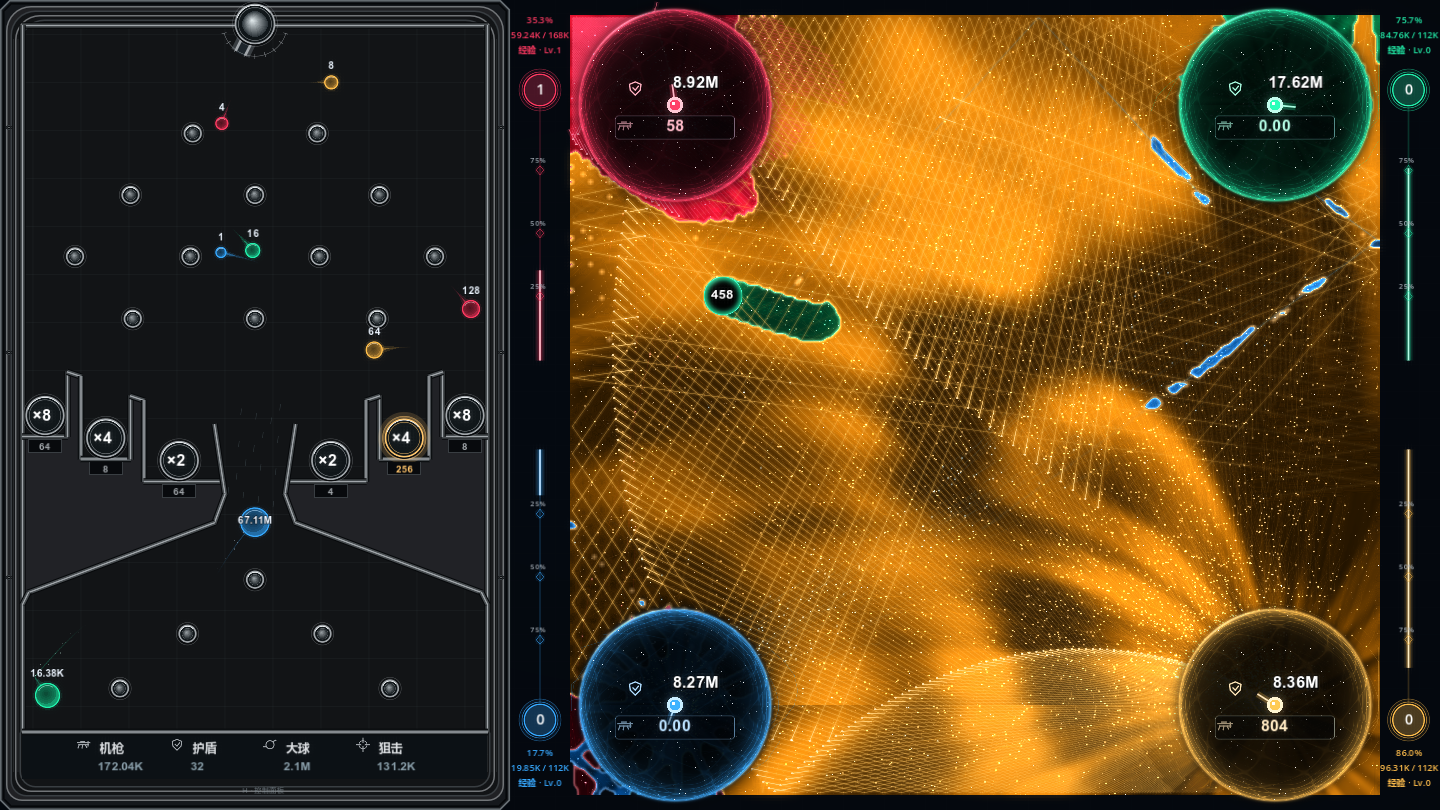 8
4
1
16
128
64
×8
64
×4
8
×2
64
×2
4
×4
256
×8
8
67.11M
16.38K
机枪
172.04K
护盾
32
大球
2.1M
狙击
131.2K
H · 控制面板
35.3%
59.24K / 168K
经验 · Lv.1
1
75%
50%
25%
25%
50%
75%
0
17.7%
19.85K / 112K
经验 · Lv.0
8.92M
58
17.62M
0.00
458
8.27M
0.00
8.36M
804
75.7%
84.76K / 112K
经验 · Lv.0
0
75%
50%
25%
25%
50%
75%
0
86.0%
96.31K / 112K
经验 · Lv.0